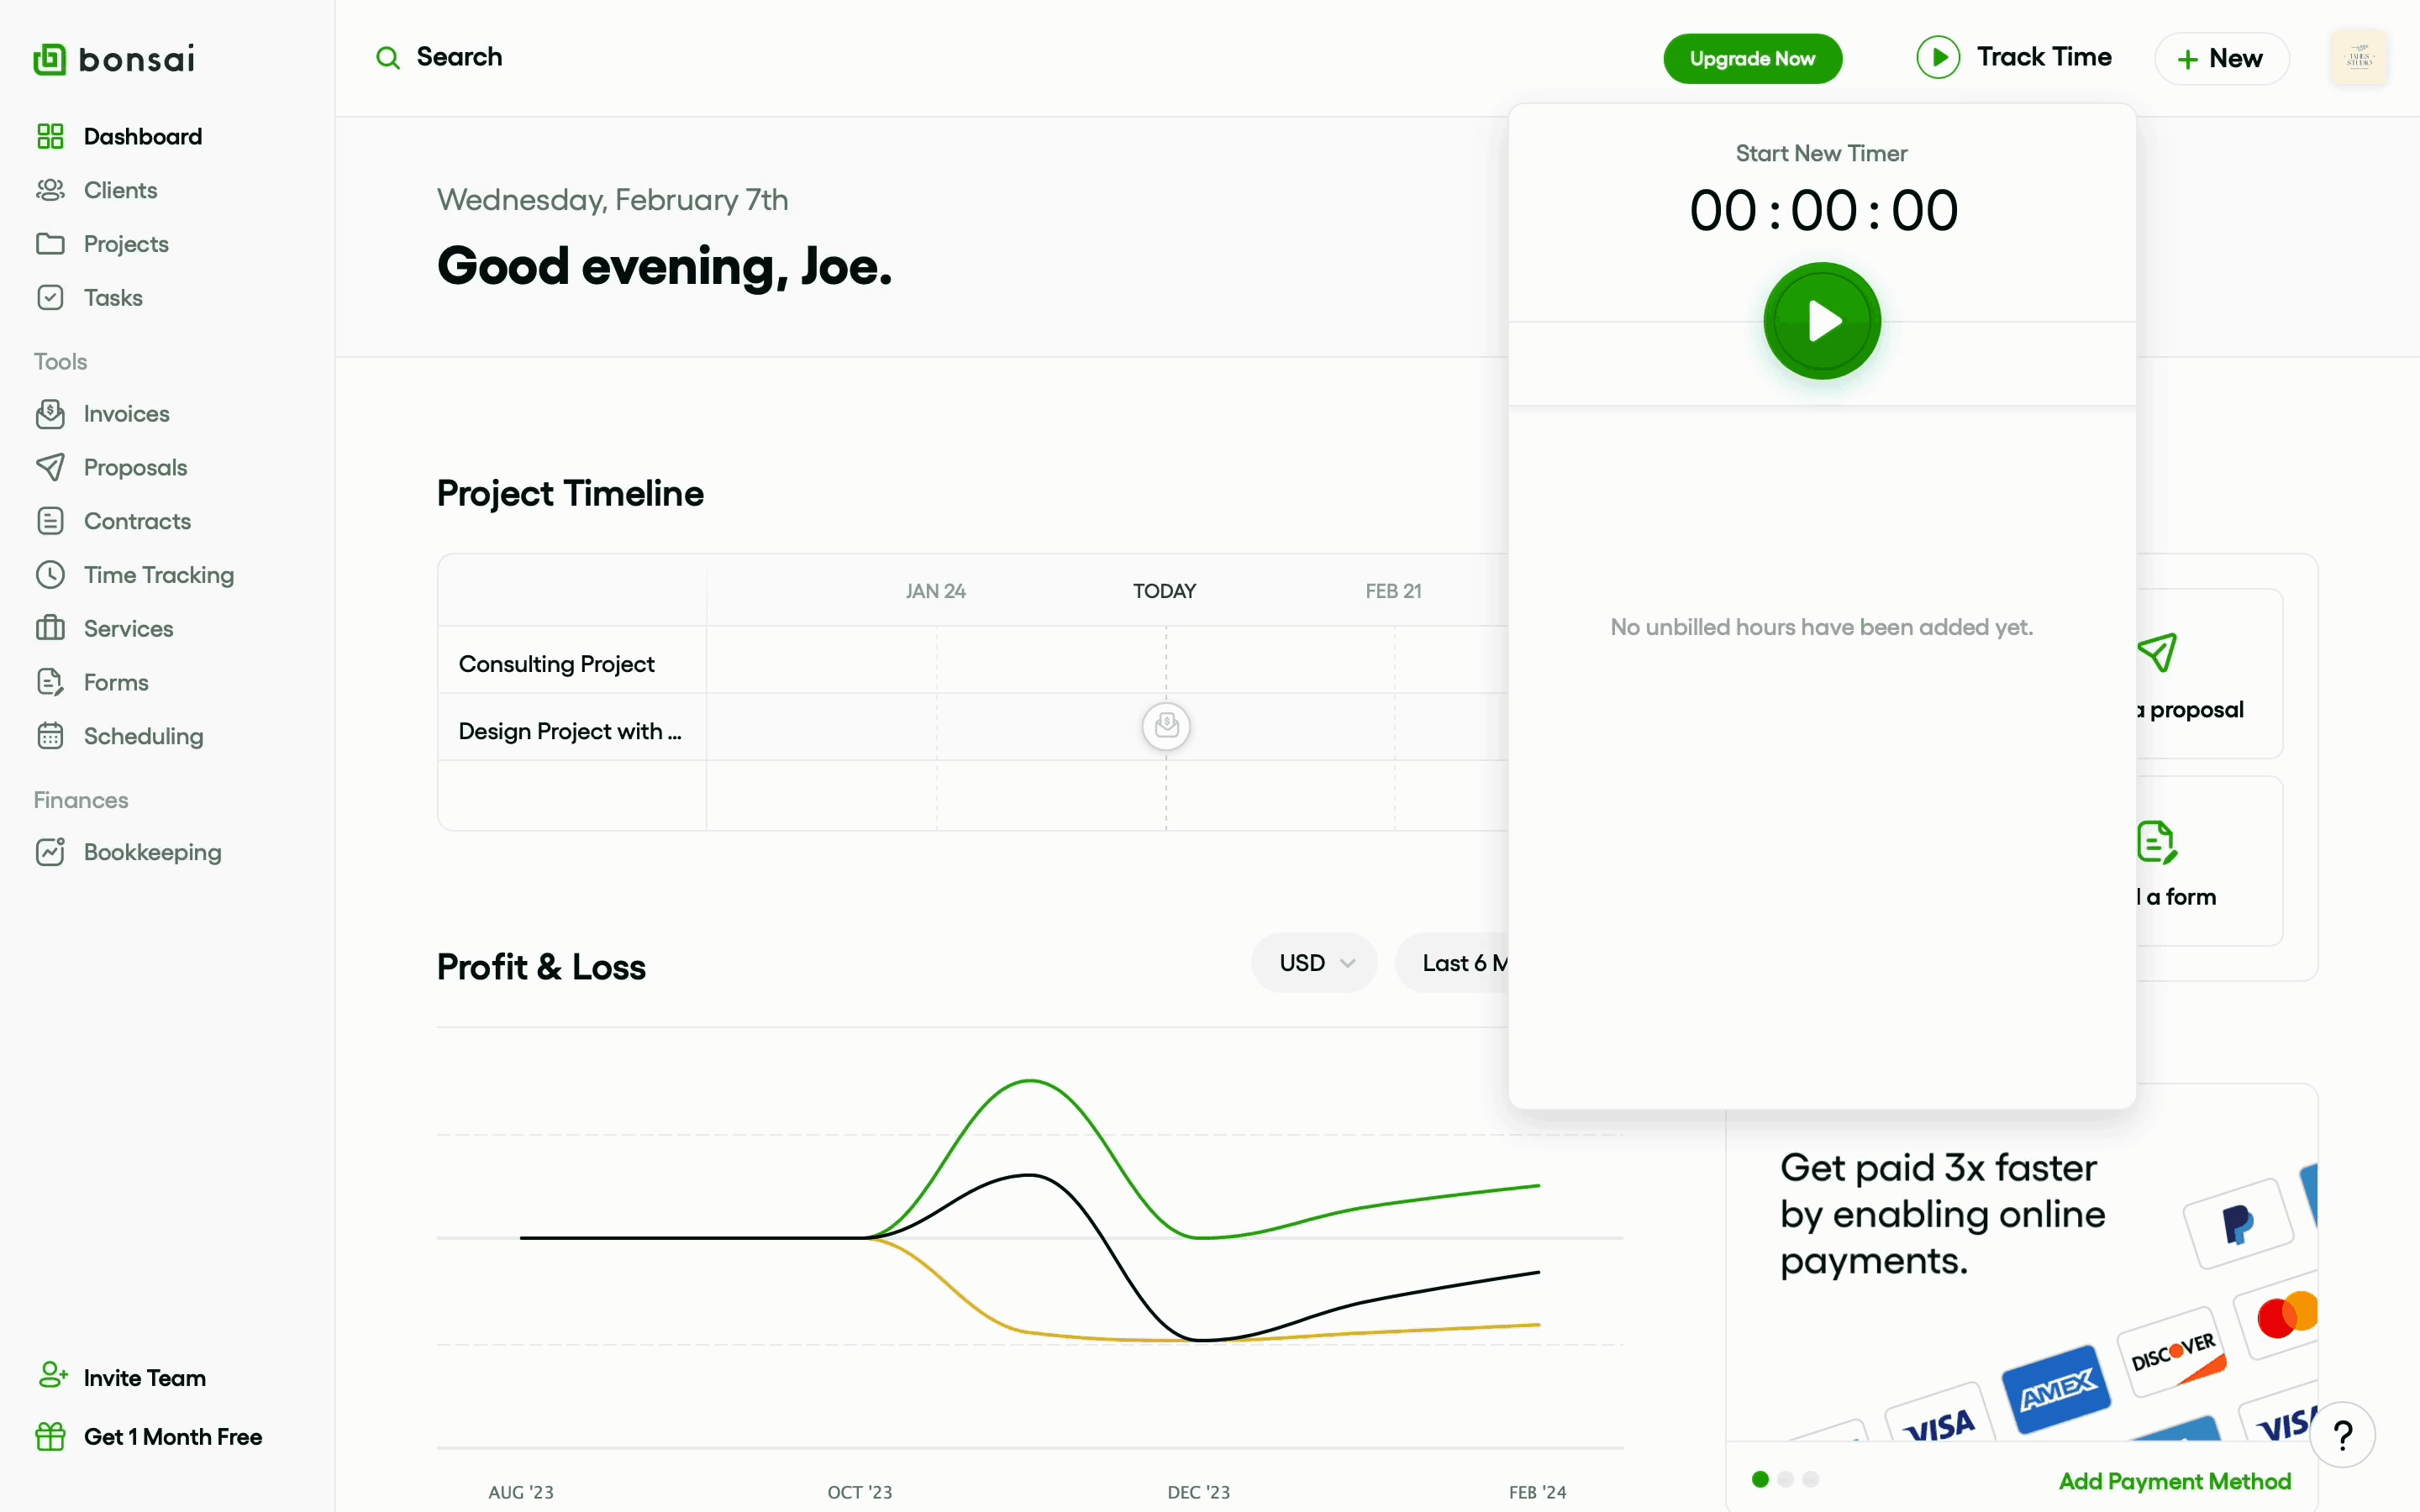 bonsai
Search
Upgrade Now
Track Time
+ New
JAMES
STUDIO
Dashboard
Clients
Projects
Tasks
Tools
Invoices
Proposals
Contracts
Time Tracking
Services
Forms
Scheduling
Finances
Bookkeeping
Invite Team
Get 1 Month Free
Wednesday, February 7th
Good evening, Joe.
Start New Timer
00:00:00
No unbilled hours have been added yet.
Project Timeline
JAN 24
TODAY
FEB 21
Consulting Project
Design Project with ...
a proposal
a form
Profit & Loss
USD
Last 6 M
AUG '23
OCT '23
DEC '23
FEB '24
Get paid 3x faster
by enabling online
payments.
DISCOVER
AMEX
VISA
VISA
Add Payment Method
?